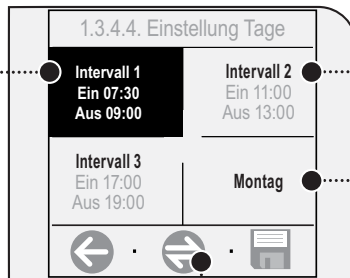 1.3.4.4. Einstellung Tage
Intervall 1
Ein 07:30
Aus 09:00
Intervall 2
Ein 11:00
Aus 13:00
Intervall 3
Ein 17:00
Aus 19:00
Montag